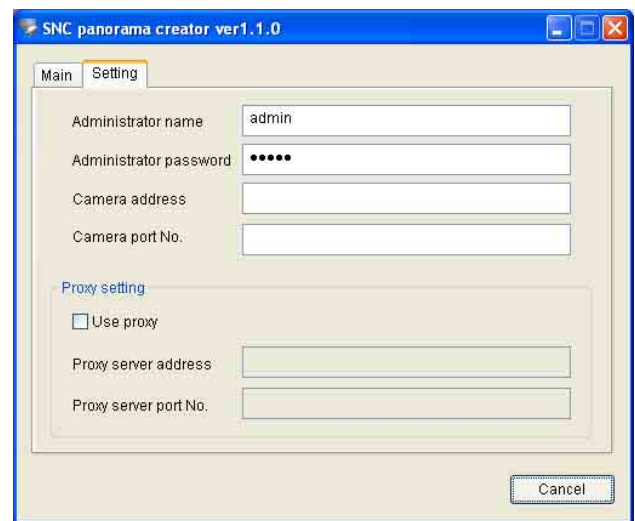 SNC panorama creator ver1.1.0
Main Setting
Administrator name admin
Administrator password •••••
Camera address
Camera port No.
Proxy setting
Use proxy
Proxy server address
Proxy server port No.
Cancel